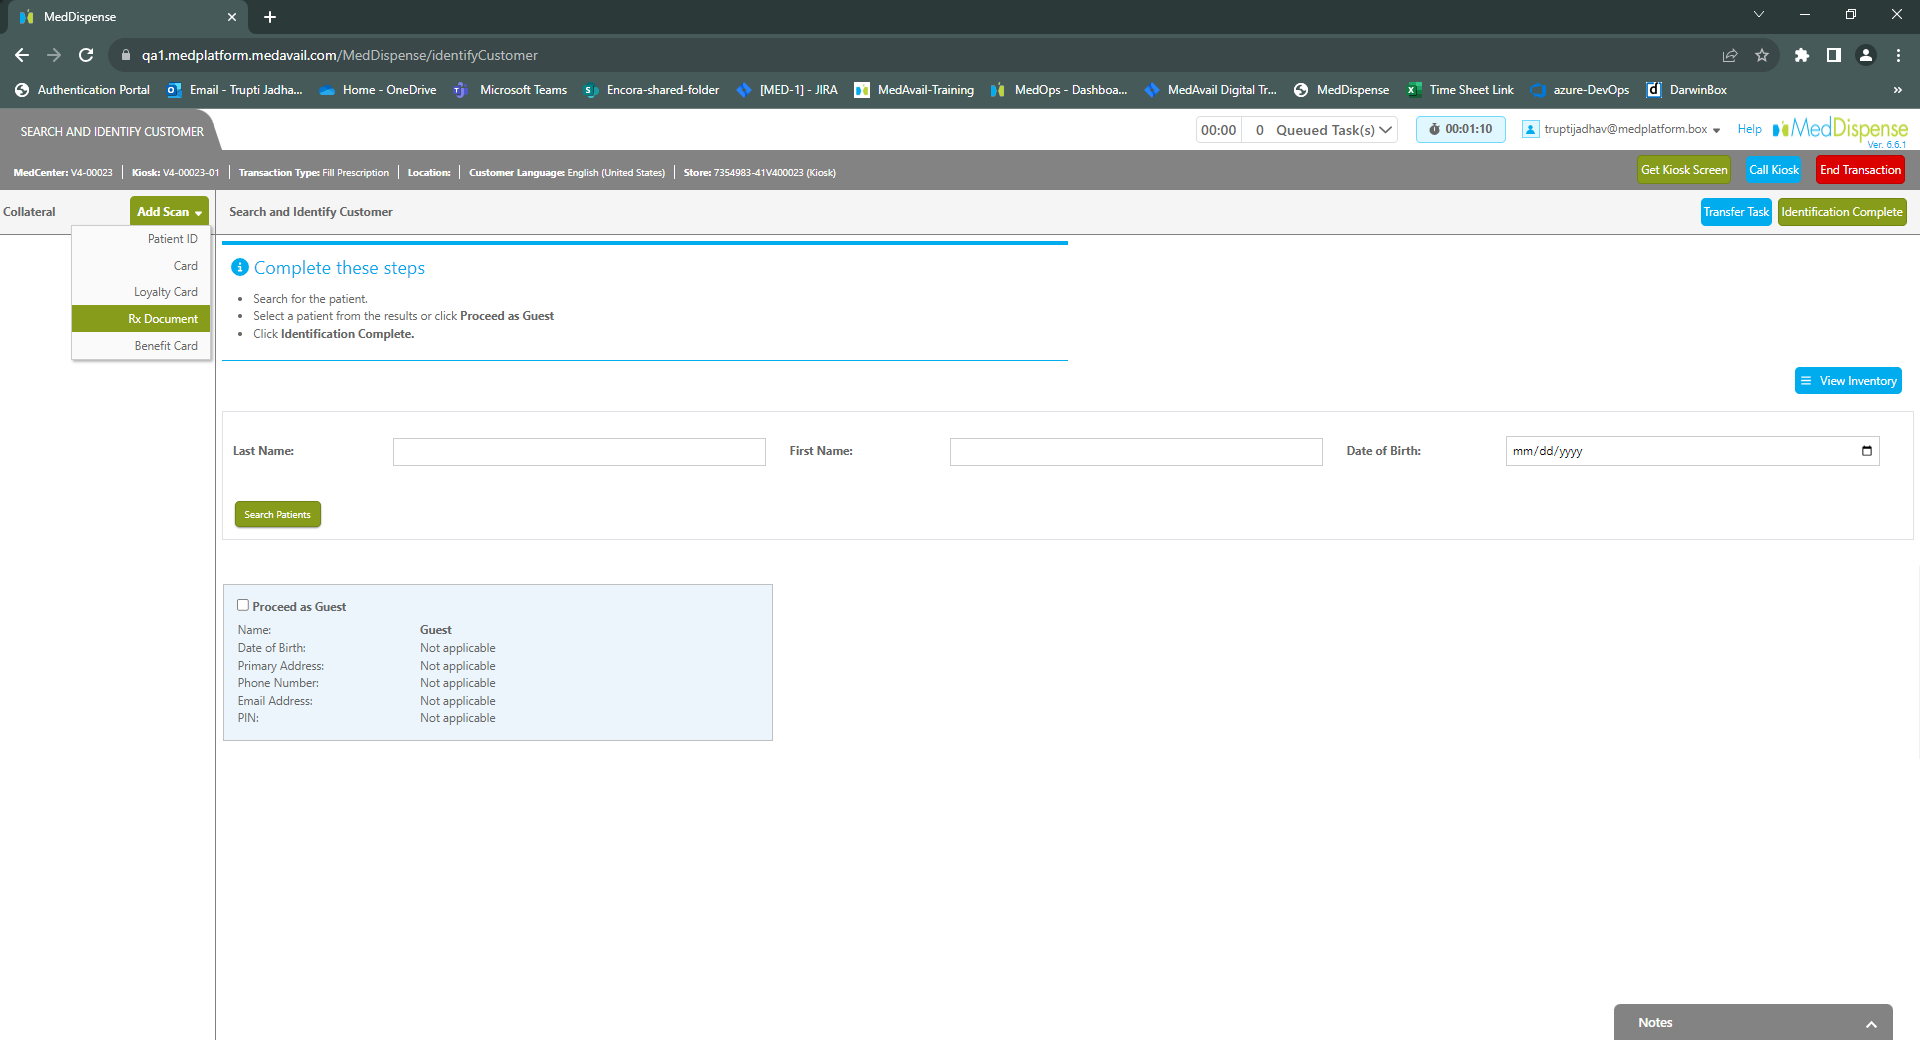 MedDispense
qa1.medplatform.medavail.com/MedDispense/identifyCustomer
Authentication Portal
Email - Trupti Jadha...
Home - OneDrive
Microsoft Teams
Encora-shared-folder
[MED-1] - JIRA
MedAvail-Training
MedOps - Dashboa...
MedAvail Digital Tr...
MedDispense
Time Sheet Link
azure-DevOps
DarwinBox
SEARCH AND IDENTIFY CUSTOMER
00:00 0 Queued Task(s)
00:01:10
truptijadhav@medplatform.box
Help
MedDispense
Ver. 6.6.1
MedCenter: V4-00023
Kiosk: V4-00023-01
Transaction Type: Fill Prescription
Location:
Customer Language: English (United States)
Store: 7354983-41V400023 (Kiosk)
Get Kiosk Screen
Call Kiosk
End Transaction
Collateral
Add Scan
Search and Identify Customer
Transfer Task
Identification Complete
Patient ID
Card
Loyalty Card
Rx Document
Benefit Card
Complete these steps
• Search for the patient.
• Select a patient from the results or click Proceed as Guest
• Click Identification Complete.
View Inventory
Last Name:
First Name:
Date of Birth:
mm/dd/yyyy
Search Patients
Proceed as Guest
Name: Guest
Date of Birth: Not applicable
Primary Address: Not applicable
Phone Number: Not applicable
Email Address: Not applicable
PIN: Not applicable
Notes